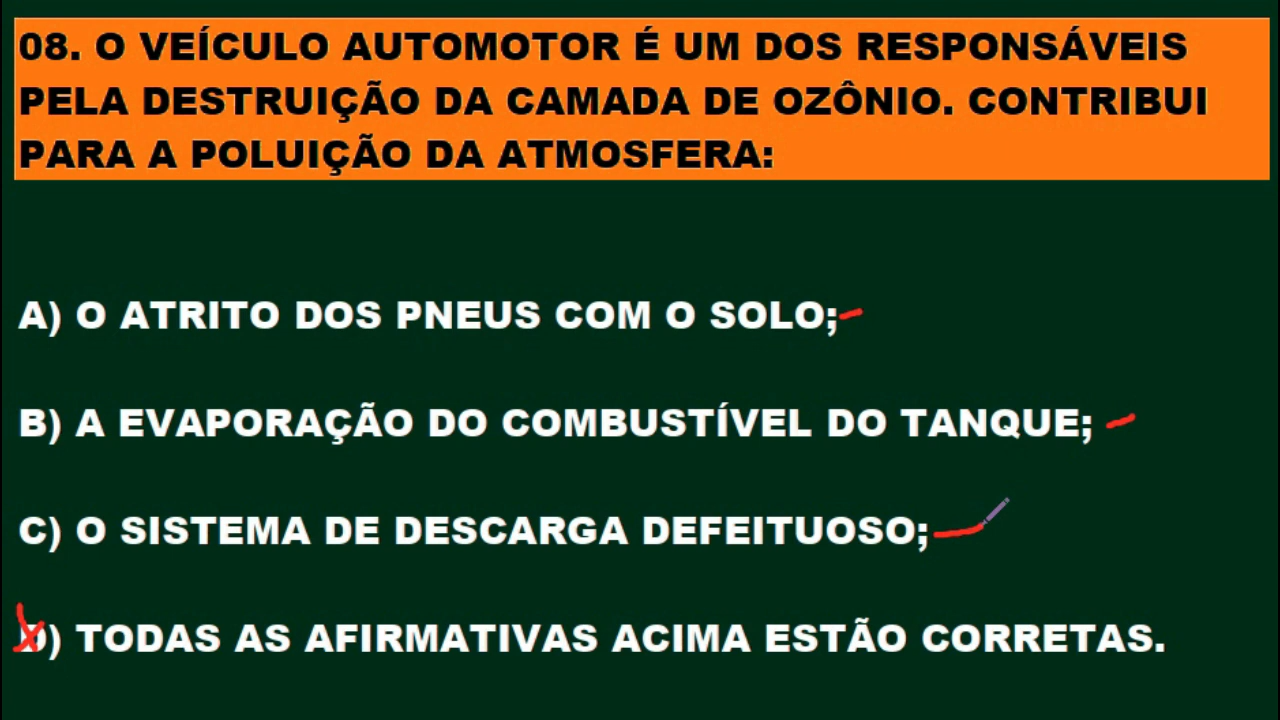 08. O VEÍCULO AUTOMOTOR É UM DOS RESPONSÁVEIS
PELA DESTRUIÇÃO DA CAMADA DE OZÔNIO. CONTRIBUI
PARA A POLUIÇÃO DA ATMOSFERA:
A) O ATRITO DOS PNEUS COM O SOLO;
B) A EVAPORAÇÃO DO COMBUSTÍVEL DO TANQUE;
C) O SISTEMA DE DESCARGA DEFEITUOSO;
D) TODAS AS AFIRMATIVAS ACIMA ESTÃO CORRETAS.